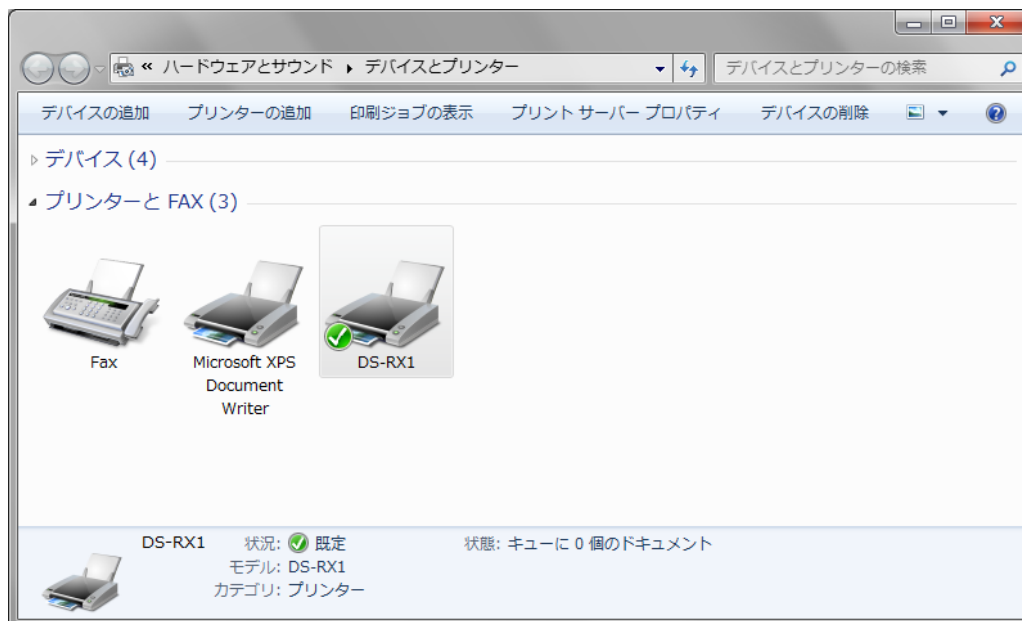 « ハードウェアとサウンド ▸ デバイスとプリンター
デバイスとプリンターの検索
デバイスの追加 プリンターの追加 印刷ジョブの表示 プリント サーバー プロパティ デバイスの削除
デバイス (4)
プリンターと FAX (3)
Fax
Microsoft XPS
Document
Writer
DS-RX1
DS-RX1 状況: 既定 状態: キューに 0 個のドキュメント
モデル: DS-RX1
カテゴリ: プリンター